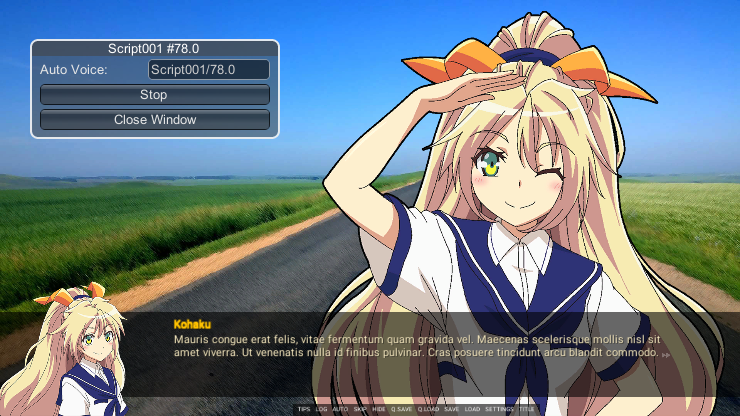 Script001 #78.0
Auto Voice:
Script001/78.0
Stop
Close Window
Kohaku
Mauris congue erat felis, vitae fermentum quam gravida vel. Maecenas scelerisque mollis nisl sit
amet viverra. Ut venenatis nulla id finibus pulvinar. Cras posuere tincidunt arcu blandit commodo.
TIPS LOG AUTO SKIP HIDE Q.SAVE Q.LOAD SAVE LOAD SETTINGS TITLE